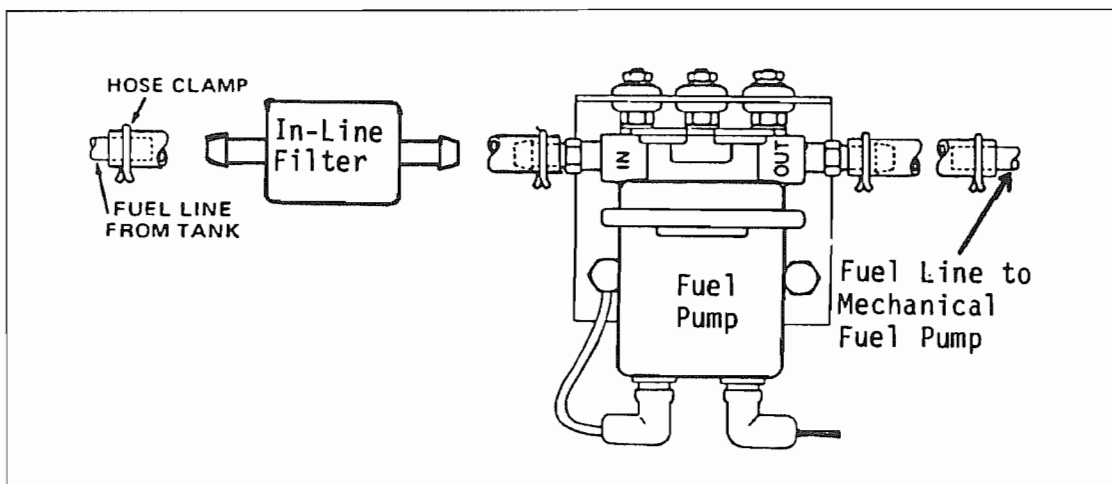 HOSE CLAMP
In-Line
Filter
FUEL LINE
FROM TANK
IN
OUT
Fuel
Pump
Fuel Line to
Mechanical
Fuel Pump